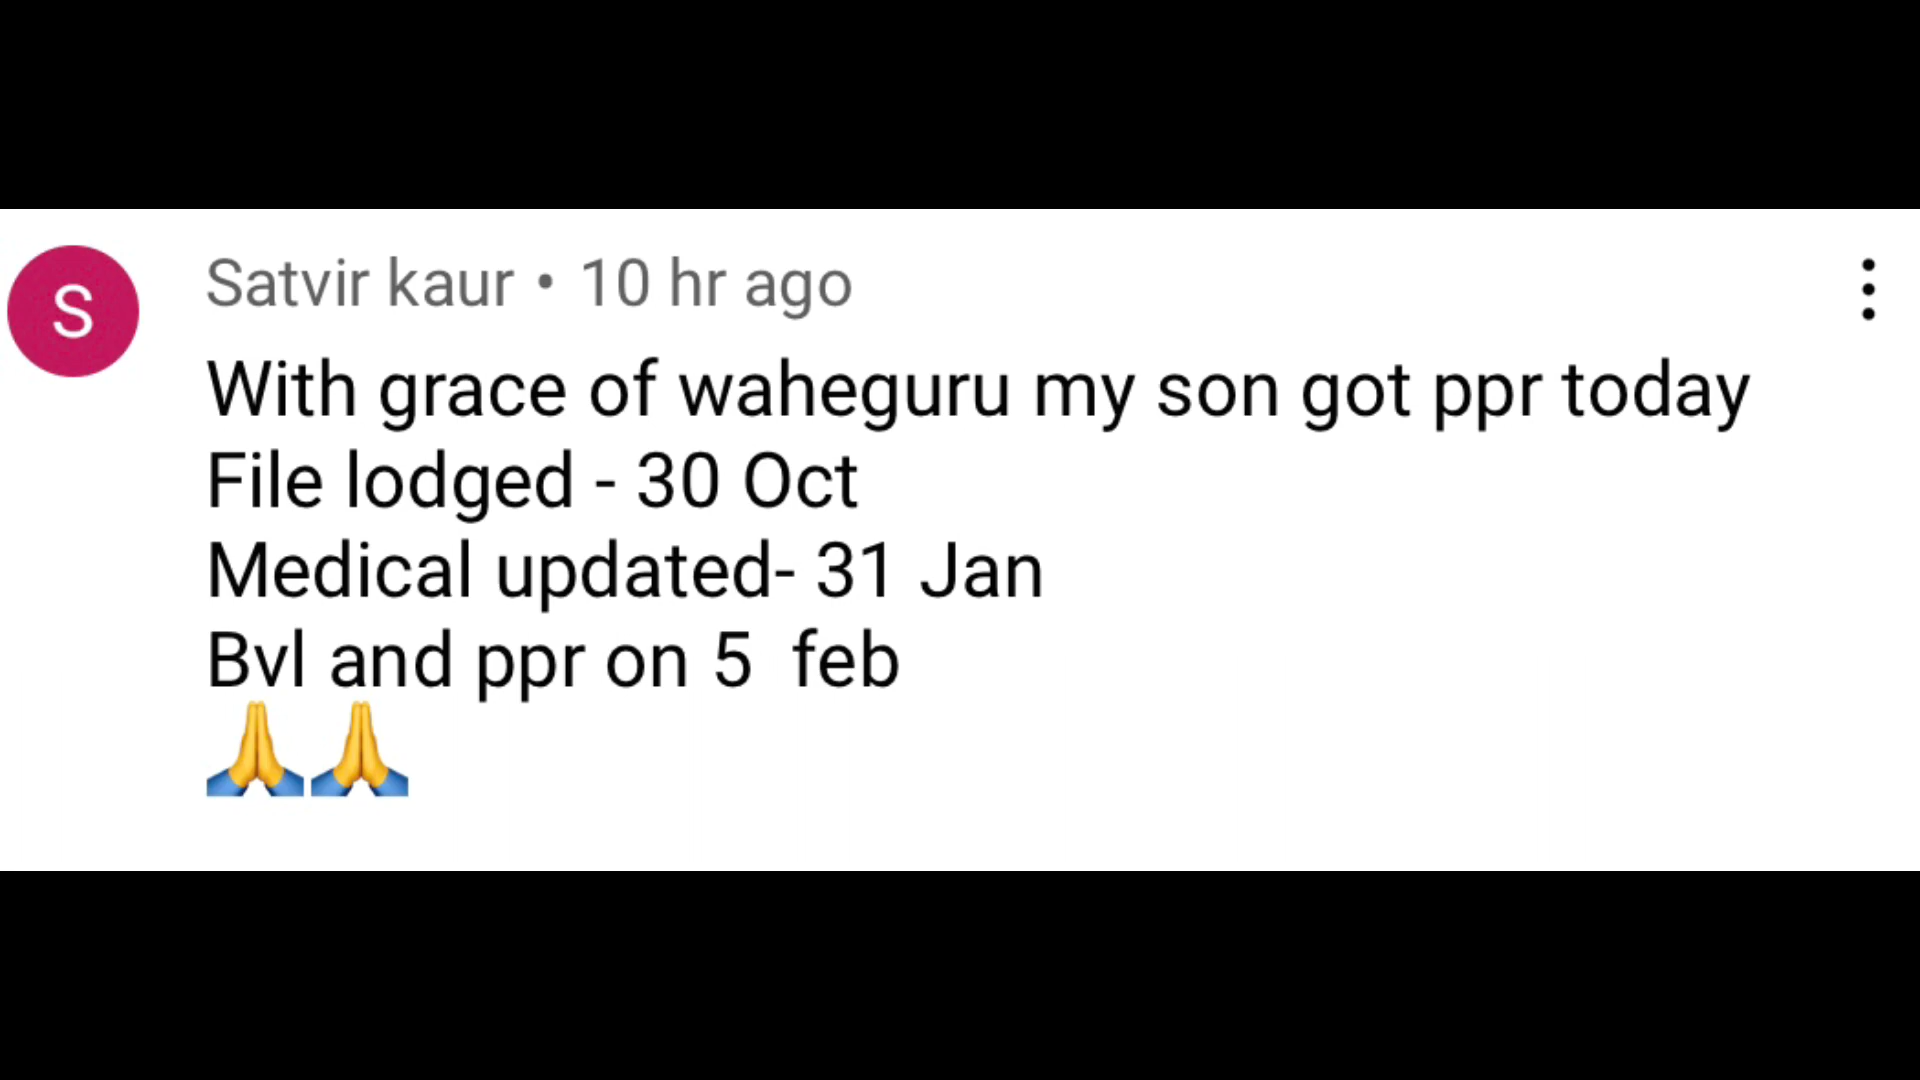 S
Satvir kaur • 10 hr ago
With grace of waheguru my son got ppr today
File lodged - 30 Oct
Medical updated- 31 Jan
Bvl and ppr on 5  feb
🙏🙏